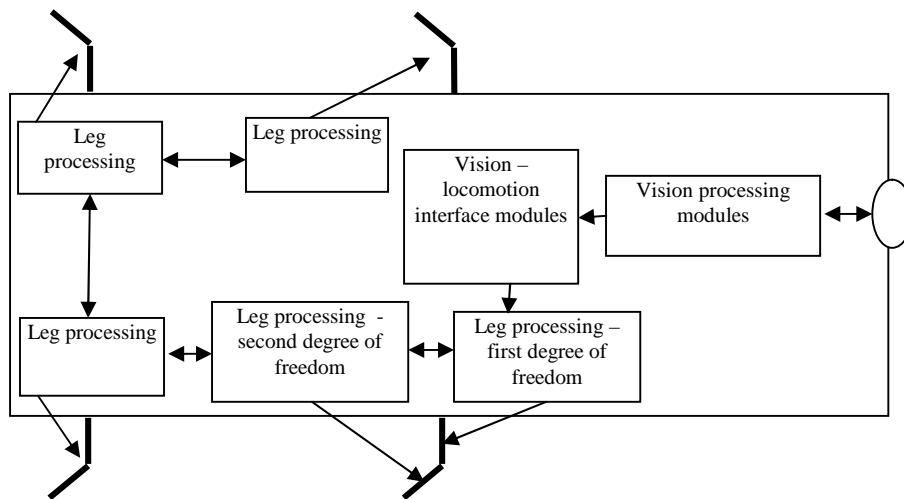 Leg
processing
Leg processing
Vision –
locomotion
interface modules
Vision processing
modules
Leg processing
Leg processing  -
second degree of
freedom
Leg processing –
first degree of
freedom